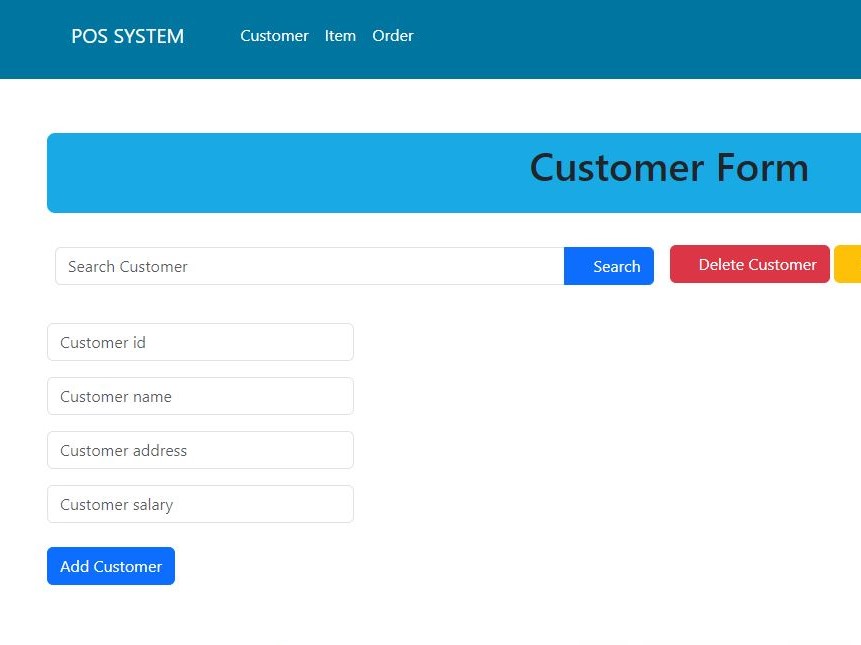 POS SYSTEM Customer Item Order
Customer Form
Search Customer Search Delete Customer
Customer id
Customer name
Customer address
Customer salary
Add Customer